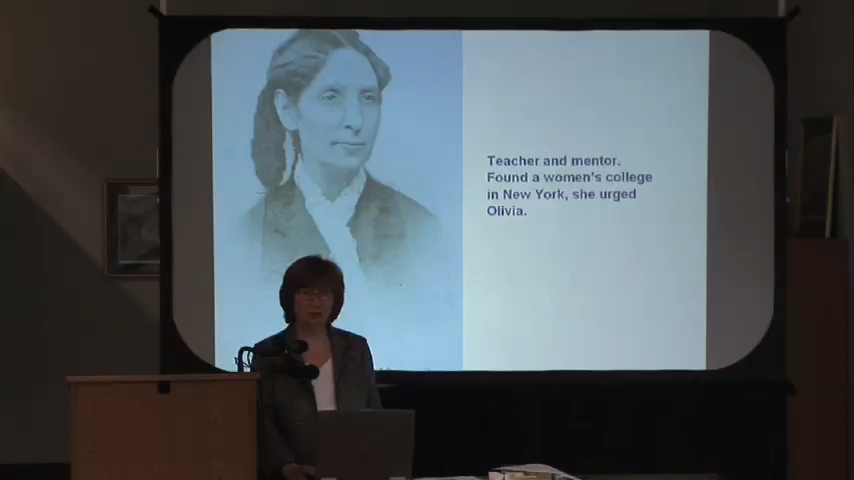 Teacher and mentor.
Found a women's college
in New York, she urged
Olivia.